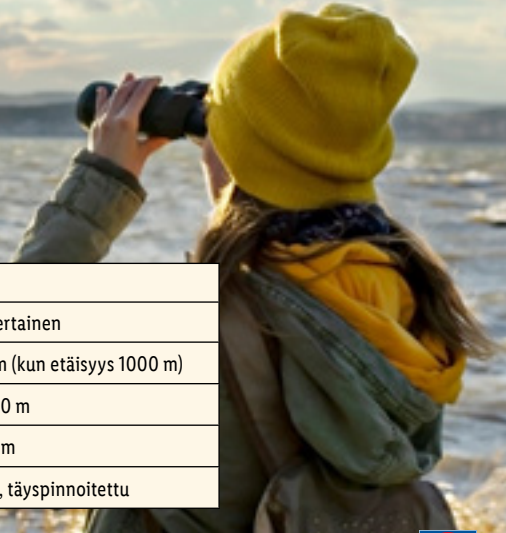 ertainen
m (kun etäisyys 1000 m)
0 m
m
, täyspinnoitettu